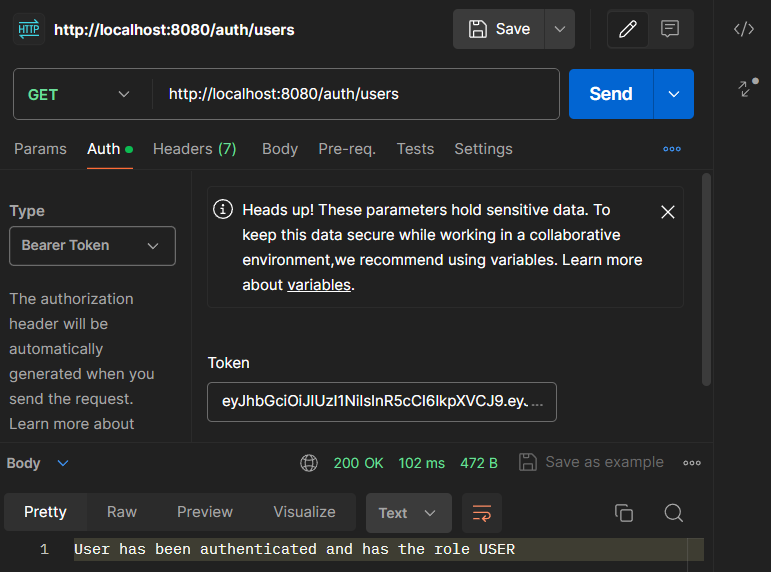 HTTP http://localhost:8080/auth/users Save
GET http://localhost:8080/auth/users Send
Params Auth Headers (7) Body Pre-req. Tests Settings
Type
Bearer Token
The authorization
header will be
automatically
generated when you
send the request.
Learn more about
Heads up! These parameters hold sensitive data. To
keep this data secure while working in a collaborative
environment,we recommend using variables. Learn more
about variables.
Token
eyJhbGciOiJIUzI1NiIsInR5cCI6IkpXVCJ9.eyJ...
Body 200 OK 102 ms 472 B Save as example
Pretty Raw Preview Visualize Text
1 User has been authenticated and has the role USER